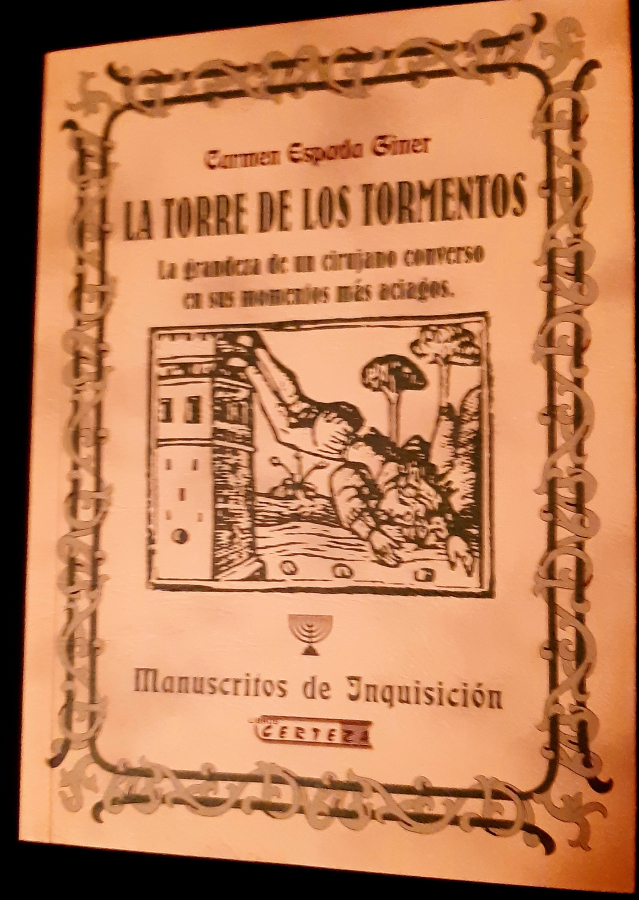 Carmen Espada Giner
LA TORRE DE LOS TORMENTOS
La grandeza de un cirujano converso
en sus momentos más aciagos.
Manuscritos de Inquisición
CERTEZA